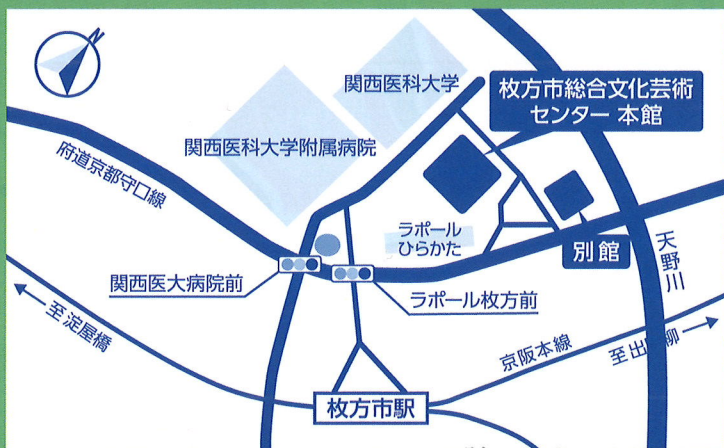 N
関西医科大学
枚方市総合文化芸術
センター 本館
関西医科大学附属病院
府道京都守口線
ラポール
ひらかた
別館
天野川
関西医大病院前
ラポール枚方前
至淀屋橋
京阪本線
至出町柳
枚方市駅